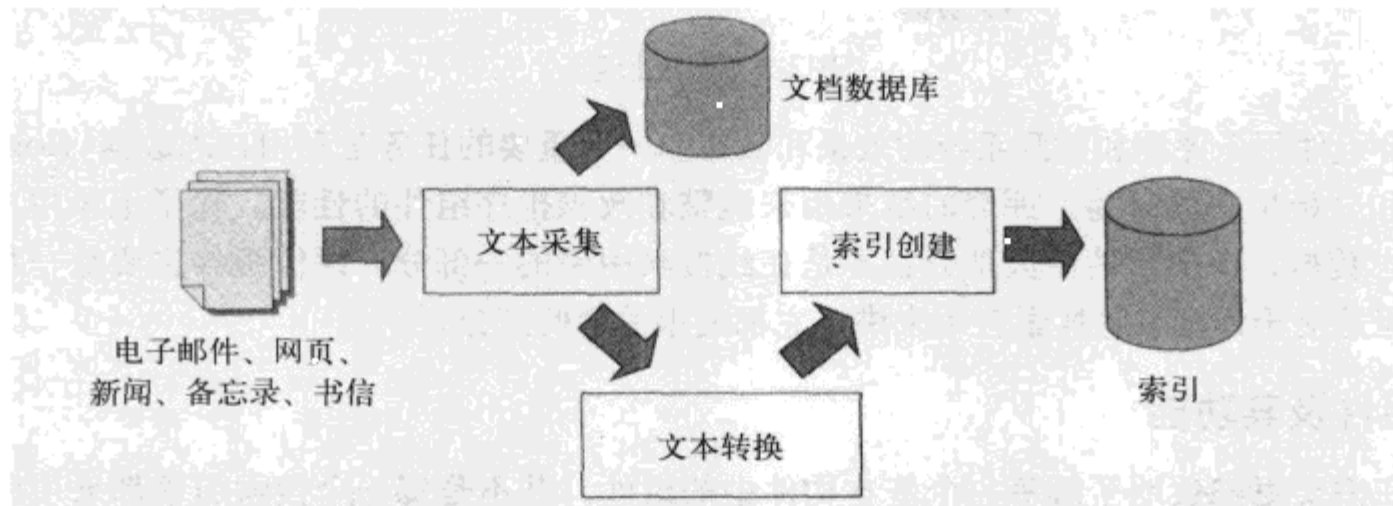 文档数据库
文本采集
索引创建
电子邮件、网页、
新闻、备忘录、书信
索引
文本转换